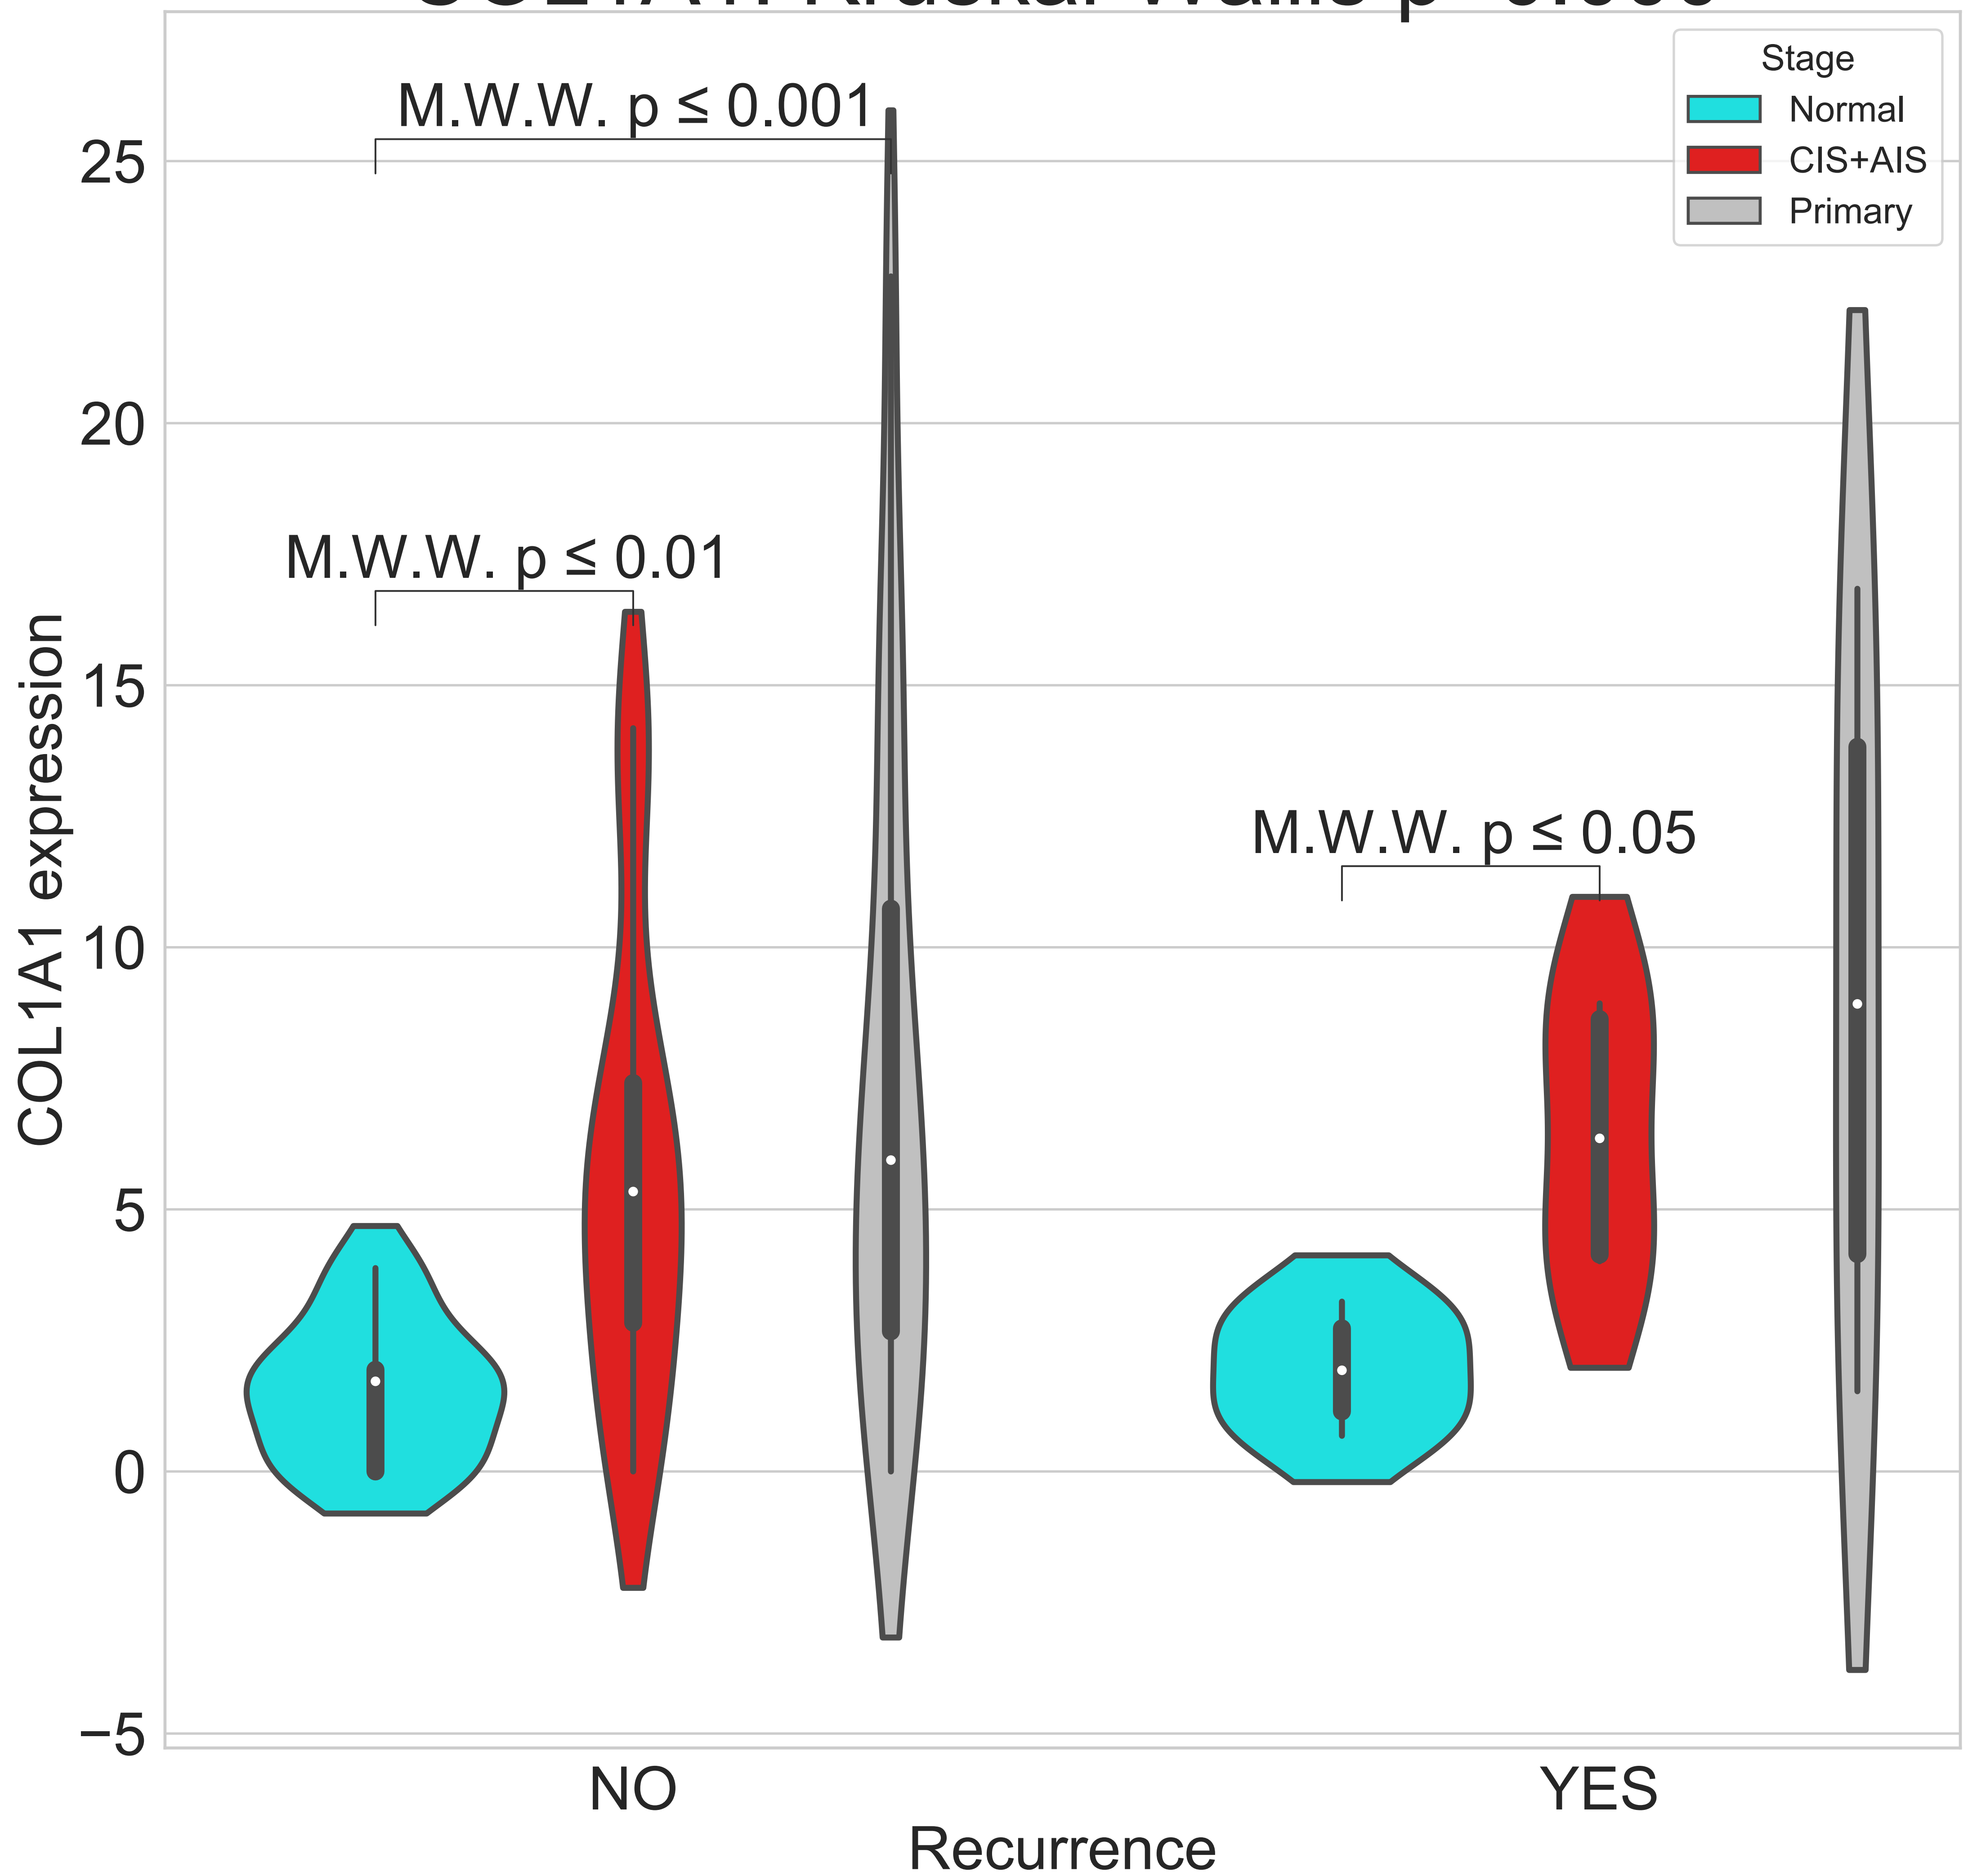 Stage
Normal
CIS+AIS
Primary
M.W.W. p ≤ 0.001
M.W.W. p ≤ 0.01
M.W.W. p ≤ 0.05
25
20
15
10
5
0
−5
COL1A1 expression
NO
YES
Recurrence